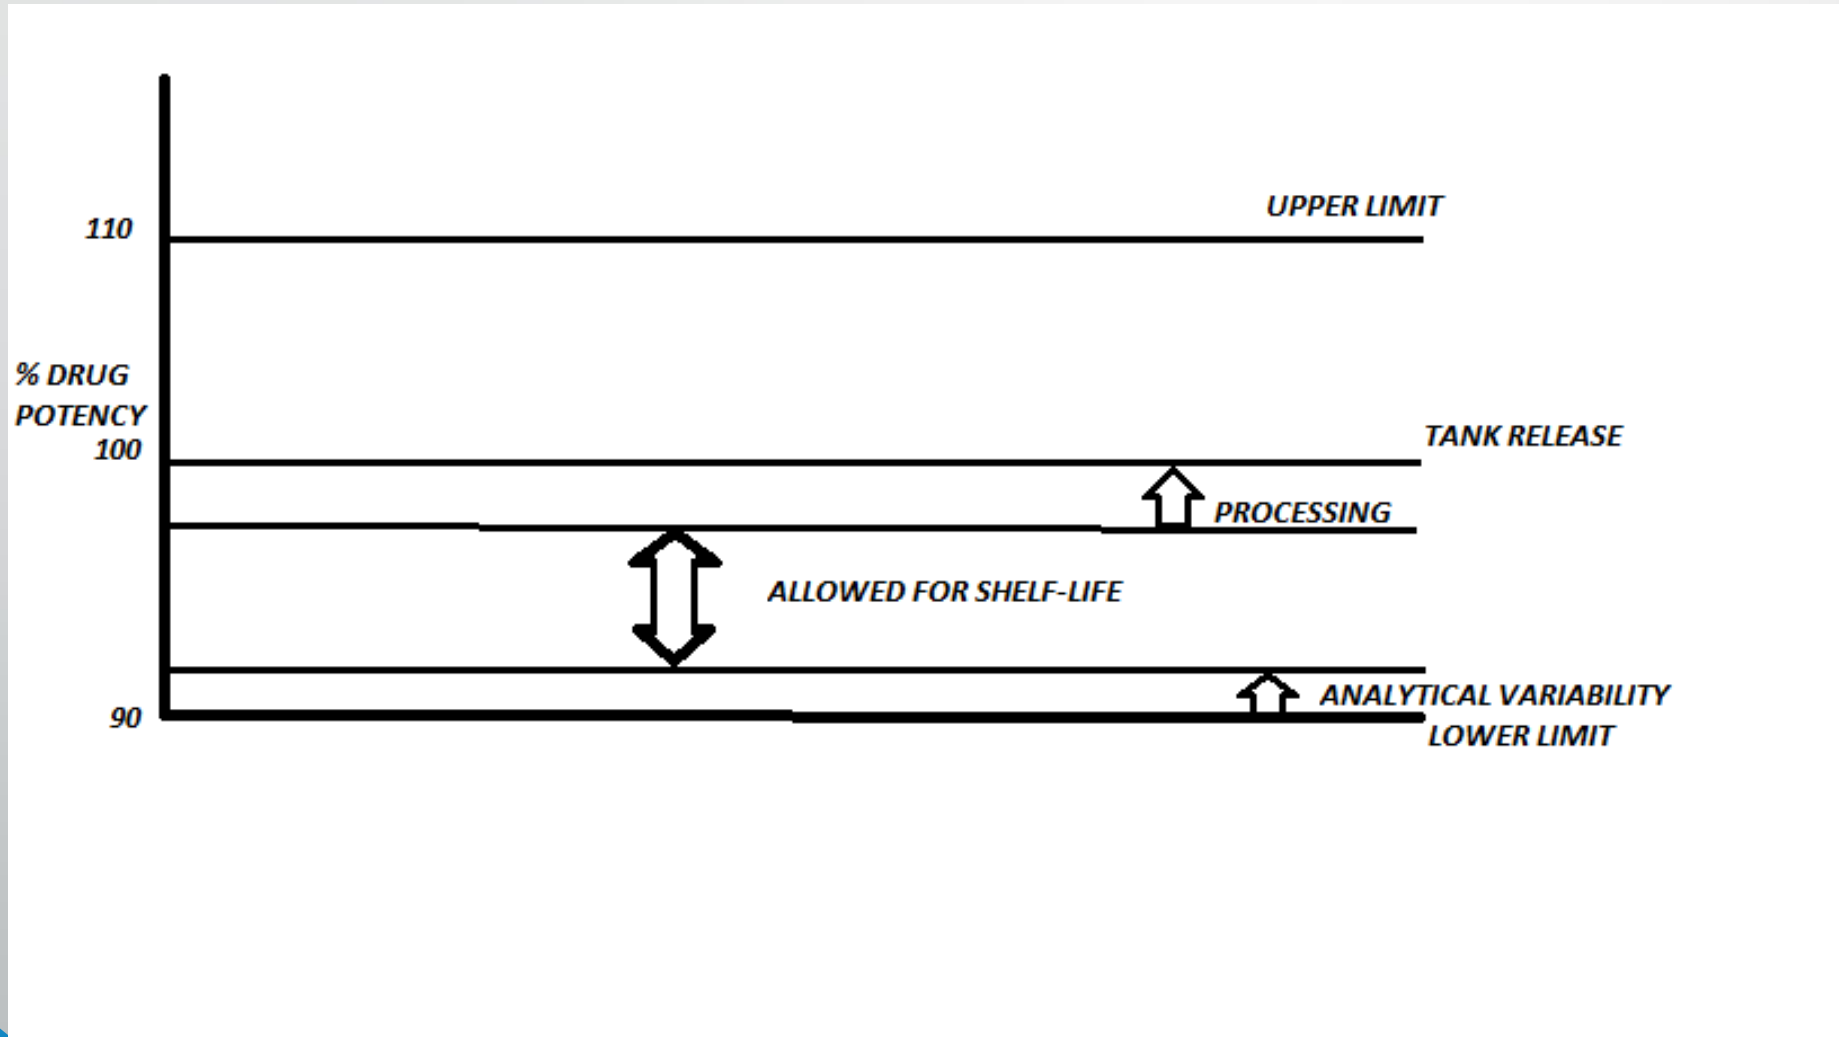 UPPER LIMIT
110
% DRUG
POTENCY
100
TANK RELEASE
PROCESSING
ALLOWED FOR SHELF-LIFE
ANALYTICAL VARIABILITY
90
LOWER LIMIT